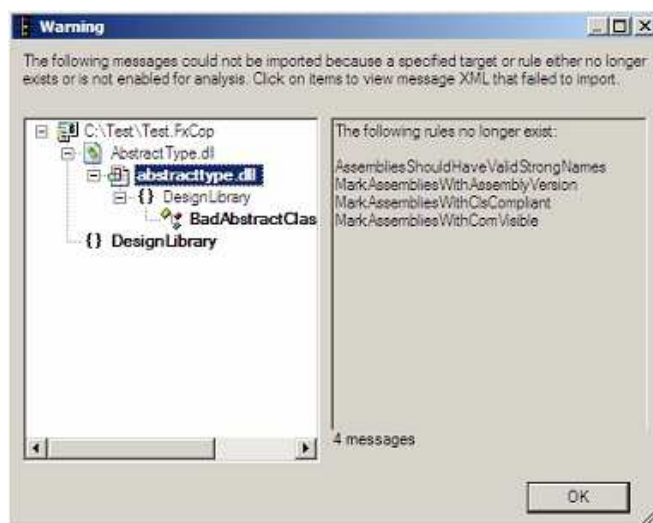 Warning
The following messages could not be imported because a specified target or rule either no longer
exists or is not enabled for analysis. Click on items to view message XML that failed to import.
C:\Test\Test.FxCop
AbstractType.dll
abstracttype.dll
{} DesignLibrary
BadAbstractClas
{} DesignLibrary
The following rules no longer exist:
AssembliesShouldHaveValidStrongNames
MarkAssembliesWithAssemblyVersion
MarkAssembliesWithClsCompliant
MarkAssembliesWithComVisible
4 messages
OK